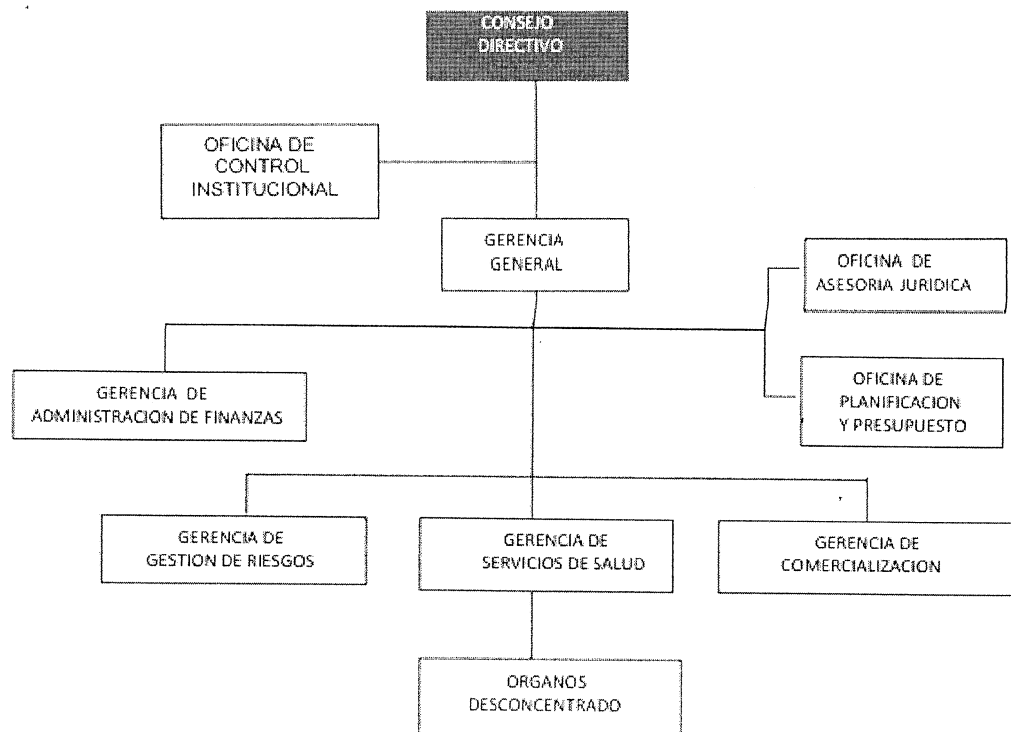 CONSEJO
DIRECTIVO
OFICINA DE
CONTROL
INSTITUCIONAL
GERENCIA
GENERAL
OFICINA DE
ASESORIA JURIDICA
GERENCIA DE
ADMINISTRACION DE FINANZAS
OFICINA DE
PLANIFICACION
Y PRESUPUESTO
GERENCIA DE
GESTION DE RIESGOS
GERENCIA DE
SERVICIOS DE SALUD
GERENCIA DE
COMERCIALIZACION
ORGANOS
DESCONCENTRADO